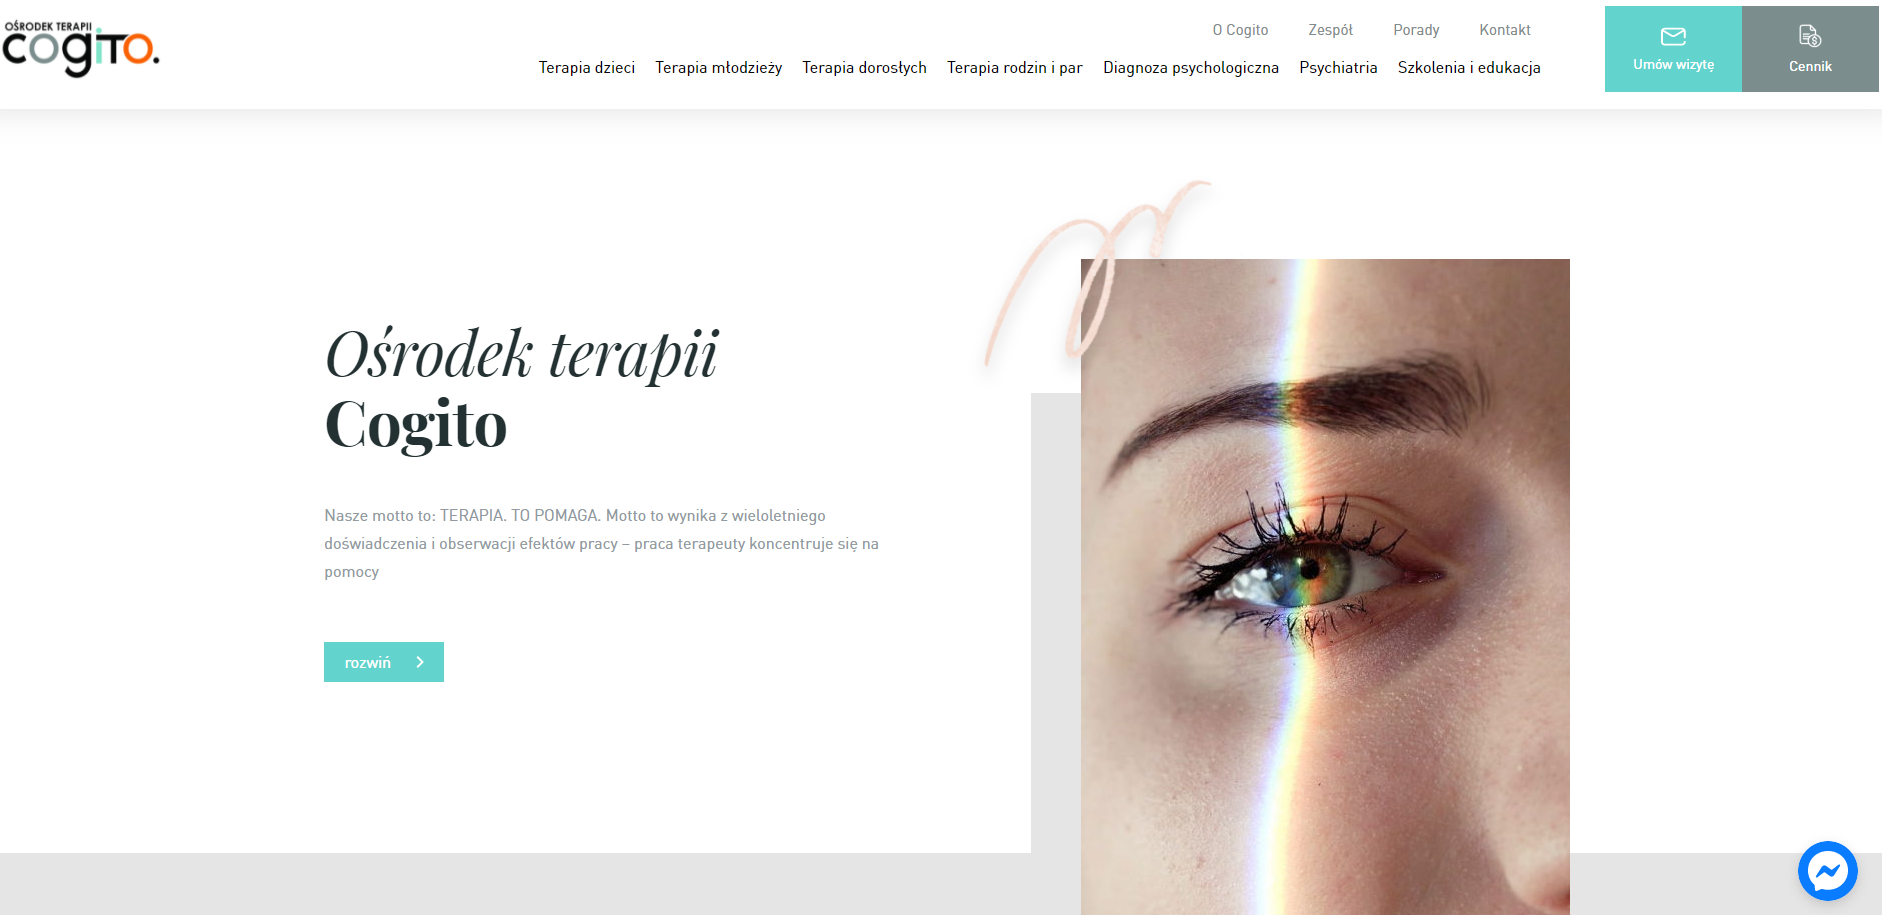 OŚRODEK TERAPII
cogito.
O Cogito Zespół Porady Kontakt
Terapia dzieci Terapia młodzieży Terapia dorosłych Terapia rodzin i par Diagnoza psychologiczna Psychiatria Szkolenia i edukacja
Umów wizytę
Cennik
Ośrodek terapii
Cogito
Nasze motto to: TERAPIA. TO POMAGA. Motto to wynika z wieloletniego
doświadczenia i obserwacji efektów pracy – praca terapeuty koncentruje się na
pomocy
rozwiń